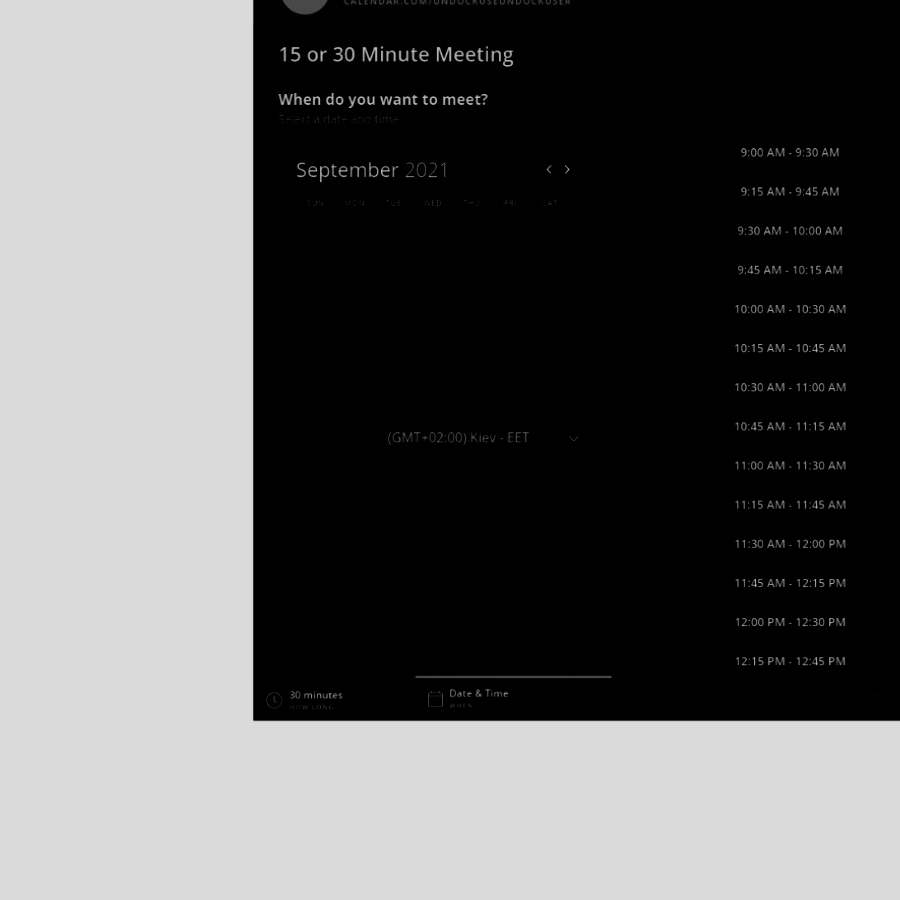 CALENDAR.COM/UNDOCKUSEUNDOCKUSER
15 or 30 Minute Meeting
When do you want to meet?
Select a date and time
September 2021
SUN MON TUE WED THU FRI SAT
(GMT+02:00) Kiev - EET
9:00 AM - 9:30 AM
9:15 AM - 9:45 AM
9:30 AM - 10:00 AM
9:45 AM - 10:15 AM
10:00 AM - 10:30 AM
10:15 AM - 10:45 AM
10:30 AM - 11:00 AM
10:45 AM - 11:15 AM
11:00 AM - 11:30 AM
11:15 AM - 11:45 AM
11:30 AM - 12:00 PM
11:45 AM - 12:15 PM
12:00 PM - 12:30 PM
12:15 PM - 12:45 PM
30 minutes
HOW LONG
Date & Time
WHEN